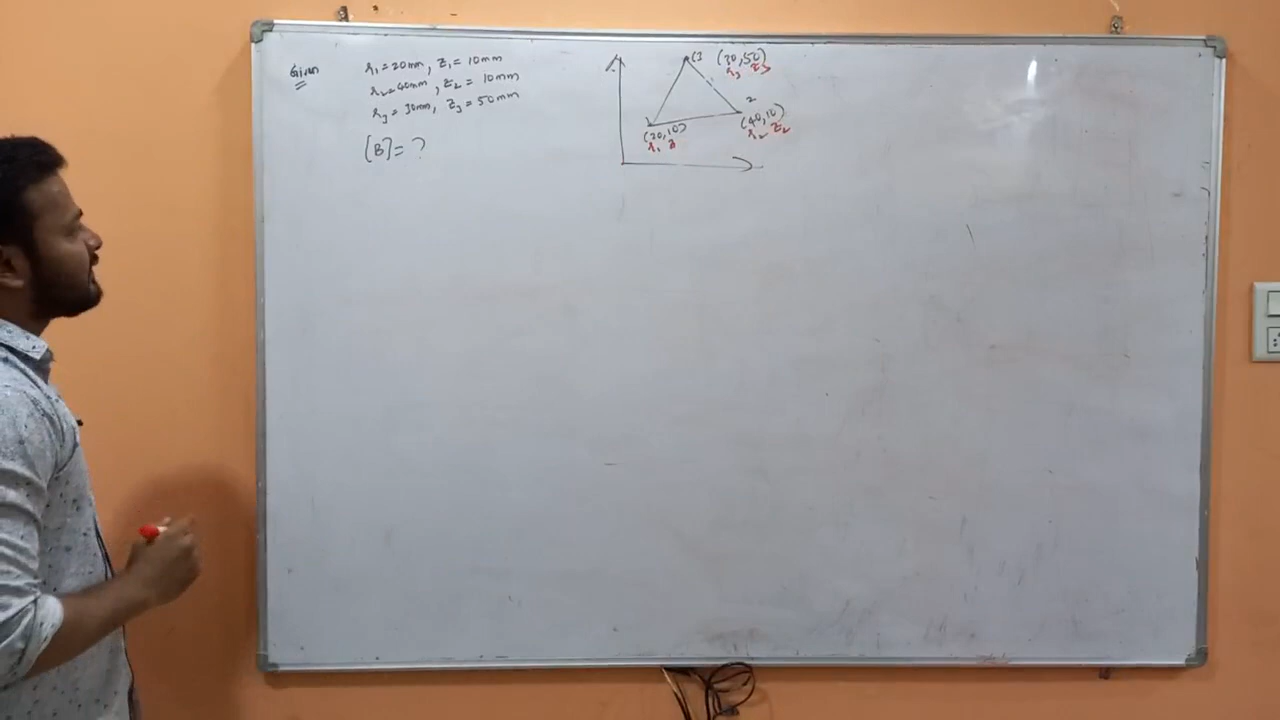 Given
r₁ = 20mm, z₁ = 10mm
r₂ = 40mm, z₂ = 10mm
r₃ = 30mm, z₃ = 50mm
[B] = ?
3 (30,50)
r₃ z₃
2
(40,10)
r₂ z₂
1
(20,10)
r₁